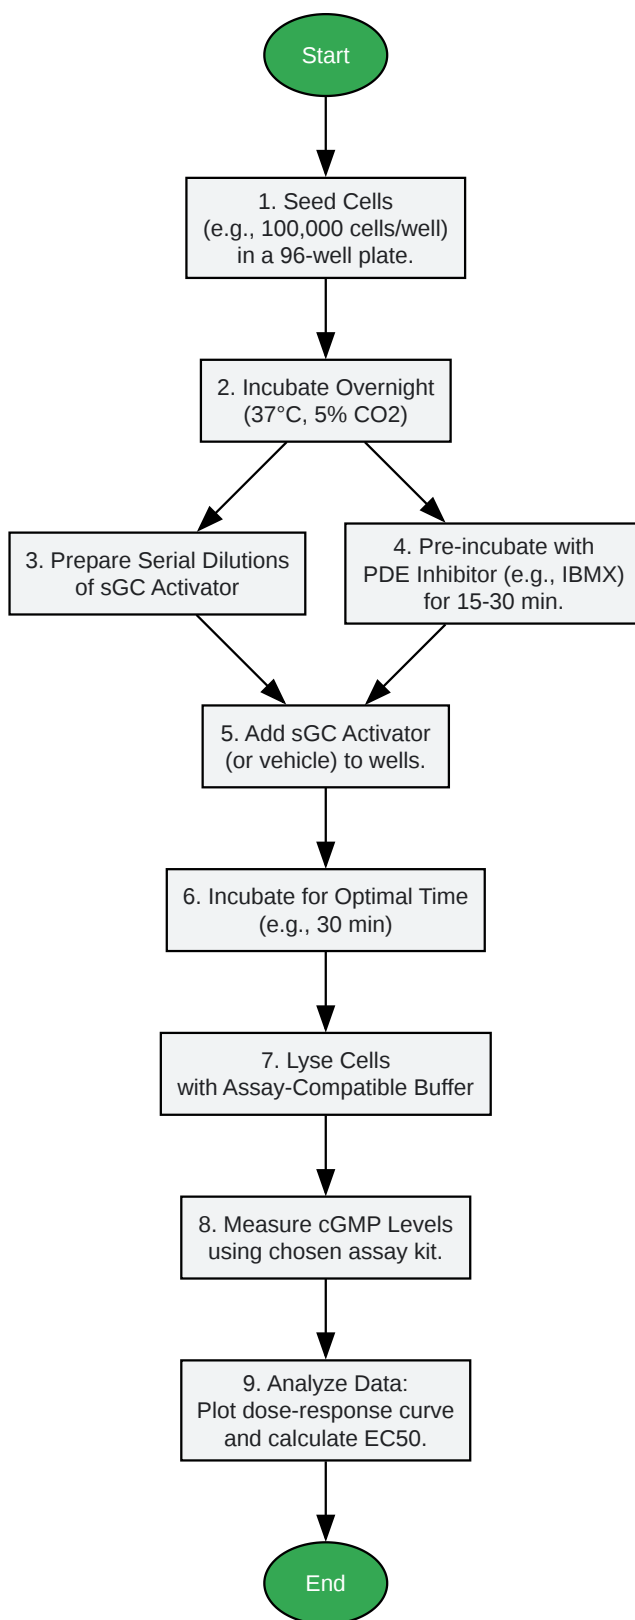 Start
1. Seed Cells
(e.g., 100,000 cells/well)
in a 96-well plate.
2. Incubate Overnight
(37°C, 5% CO2)
3. Prepare Serial Dilutions
of sGC Activator
4. Pre-incubate with
PDE Inhibitor (e.g., IBMX)
for 15-30 min.
5. Add sGC Activator
(or vehicle) to wells.
6. Incubate for Optimal Time
(e.g., 30 min)
7. Lyse Cells
with Assay-Compatible Buffer
8. Measure cGMP Levels
using chosen assay kit.
9. Analyze Data:
Plot dose-response curve
and calculate EC50.
End